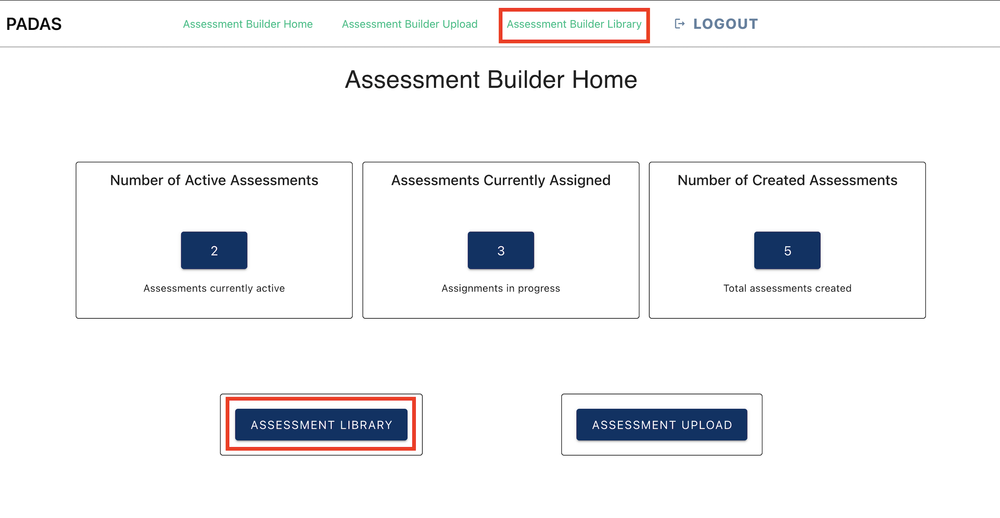 PADAS
Assessment Builder Home
Assessment Builder Upload
Assessment Builder Library
LOGOUT
Assessment Builder Home
Number of Active Assessments
2
Assessments currently active
Assessments Currently Assigned
3
Assignments in progress
Number of Created Assessments
5
Total assessments created
ASSESSMENT LIBRARY
ASSESSMENT UPLOAD